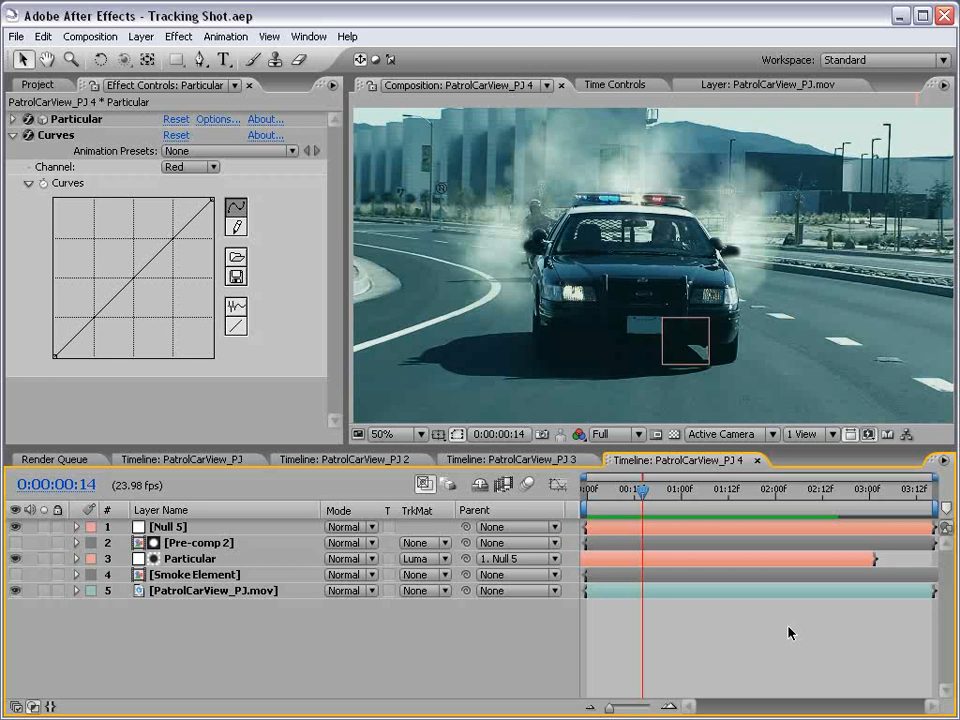 Adobe After Effects - Tracking Shot.aep
File Edit Composition Layer Effect Animation View Window Help
Workspace: Standard
Project Effect Controls: Particular Composition: PatrolCarView_PJ 4 Time Controls Layer: PatrolCarView_PJ.mov
PatrolCarView_PJ 4 * Particular
Particular Reset Options... About...
Curves Reset About...
Animation Presets: None
Channel: Red
Curves
50% 0:00:00:14 Full Active Camera 1 View
Render Queue Timeline: PatrolCarView_PJ Timeline: PatrolCarView_PJ 2 Timeline: PatrolCarView_PJ 3 Timeline: PatrolCarView_PJ 4
0:00:00:14 (23.98 fps)
:00f 00:12f 01:00f 01:12f 02:00f 02:12f 03:00f 03:12f
# Layer Name Mode T TrkMat Parent
1 [Null 5] Normal None
2 [Pre-comp 2] Normal None None
3 Particular Normal Luma 1. Null 5
4 [Smoke Element] Normal None None
5 [PatrolCarView_PJ.mov] Normal None None